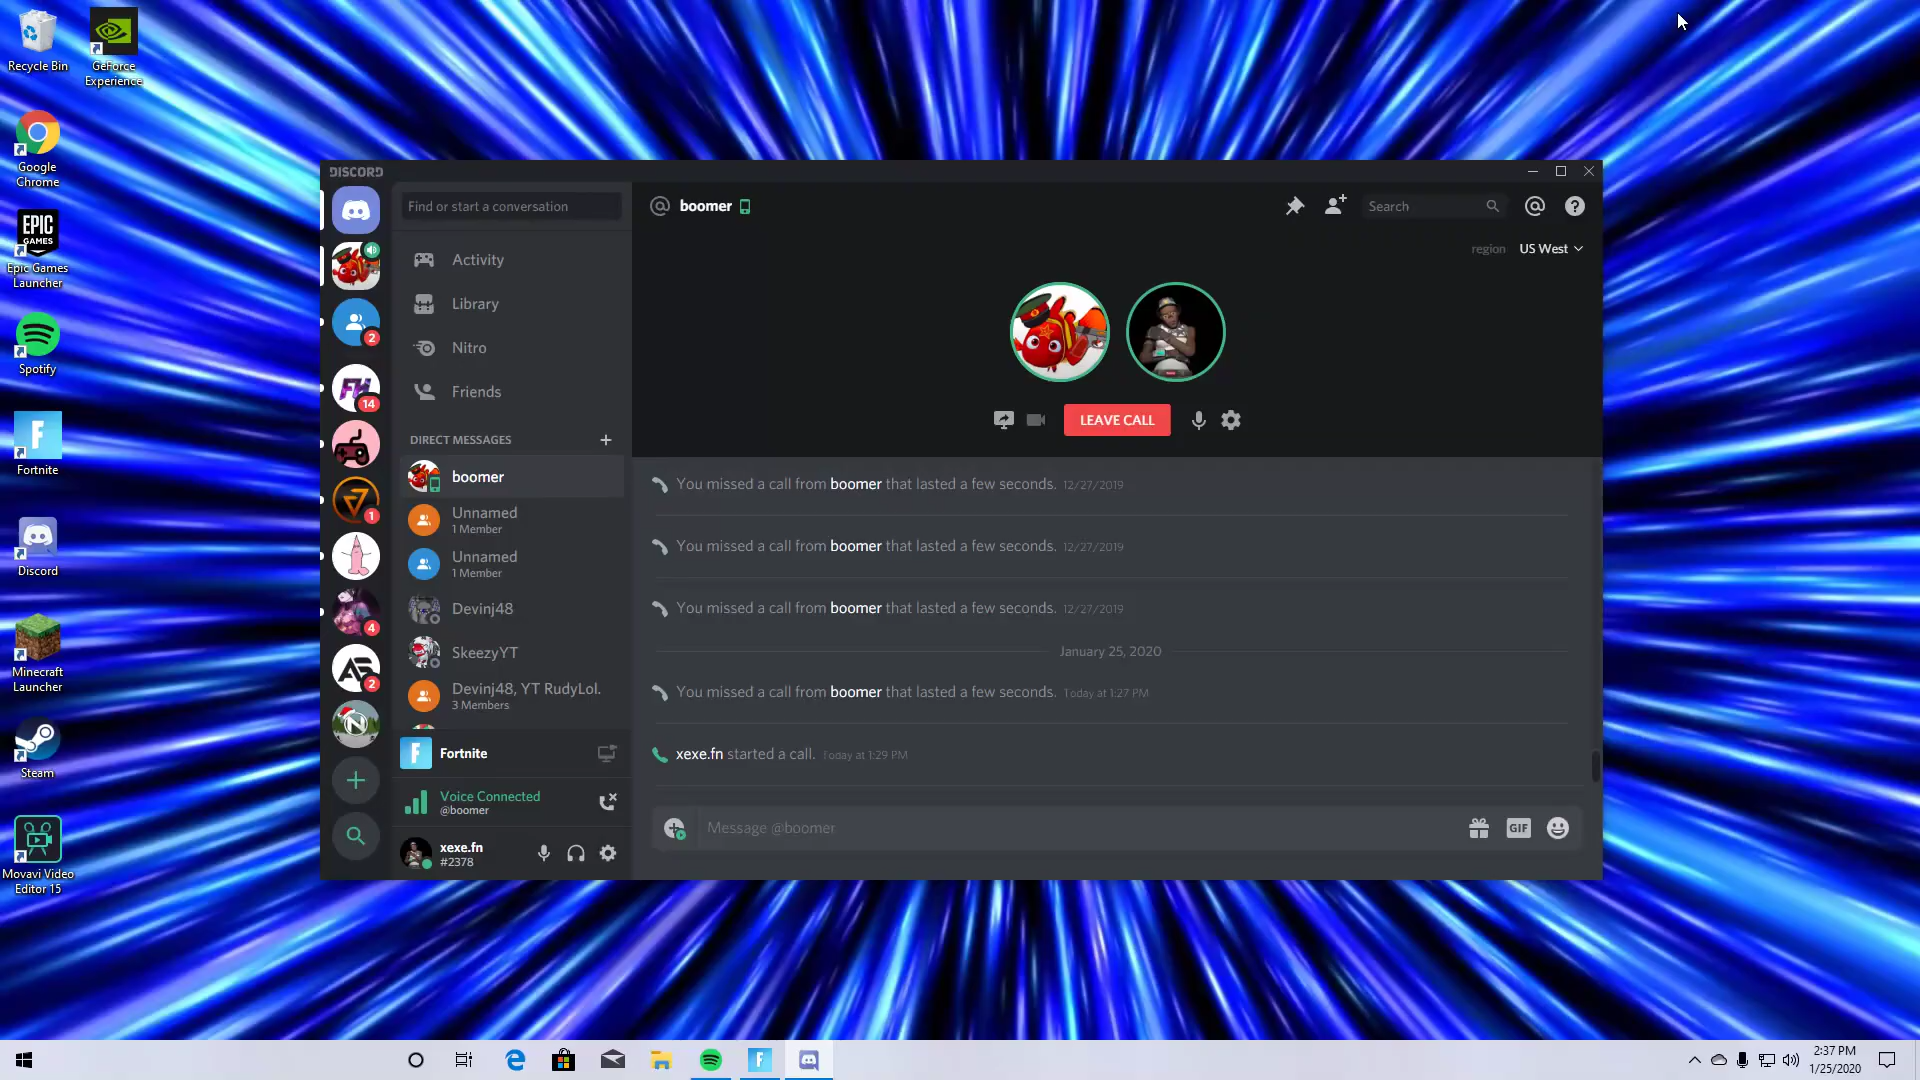 Recycle Bin
GeForce
Experience
Google
Chrome
EPIC
GAMES
Epic Games
Launcher
Spotify
F
Fortnite
Discord
Minecraft
Launcher
Steam
Movavi Video
Editor 15
DISCORD
Find or start a conversation
Activity
Library
Nitro
Friends
DIRECT MESSAGES
boomer
Unnamed
1 Member
Unnamed
1 Member
Devinj48
SkeezyYT
Devinj48, YT RudyLol.
3 Members
F
Fortnite
Voice Connected
@boomer
xexe.fn
#2378
2
FH
14
1
4
2
N
@ boomer
Search
@
?
region US West
LEAVE CALL
You missed a call from boomer that lasted a few seconds. 12/27/2019
You missed a call from boomer that lasted a few seconds. 12/27/2019
You missed a call from boomer that lasted a few seconds. 12/27/2019
January 25, 2020
You missed a call from boomer that lasted a few seconds. Today at 1:27 PM
xexe.fn started a call. Today at 1:29 PM
Message @boomer
GIF
F
2:37 PM
1/25/2020